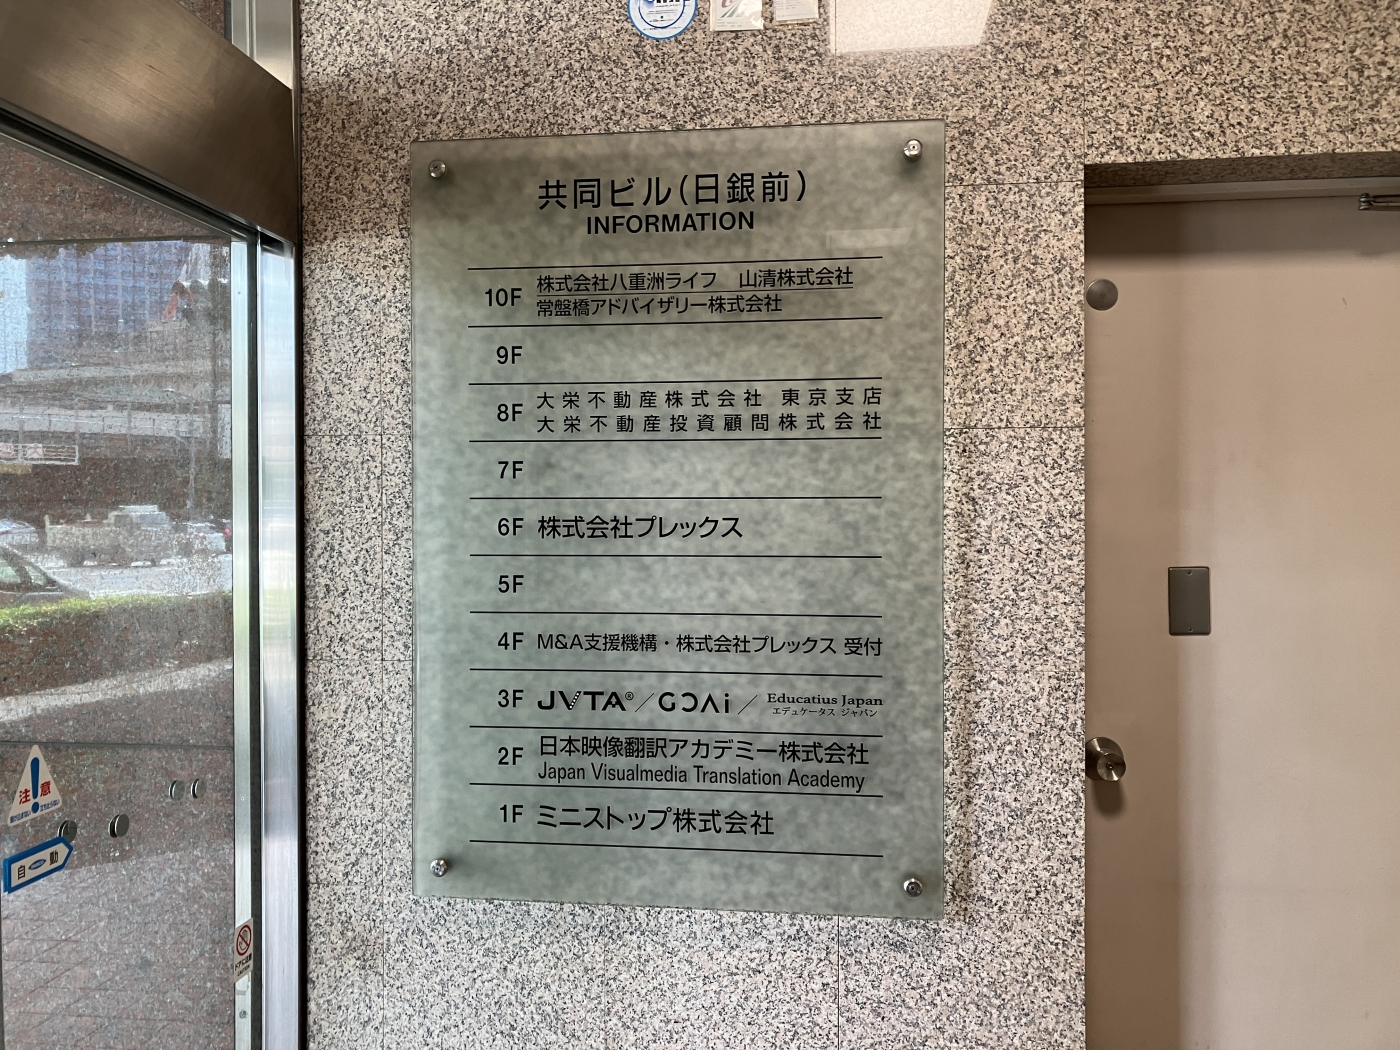 共同ビル(日銀前)
INFORMATION
10F 株式会社八重洲ライフ 山清株式会社
常盤橋アドバイザリー株式会社
9F
8F 大栄不動産株式会社 東京支店
大栄不動産投資顧問株式会社
7F
6F 株式会社プレックス
5F
4F M&A支援機構・株式会社プレックス 受付
3F JVTA®/GOAi/Educatius Japan
エデュケータス ジャパン
2F 日本映像翻訳アカデミー株式会社
Japan Visualmedia Translation Academy
1F ミニストップ株式会社
注!意
自動